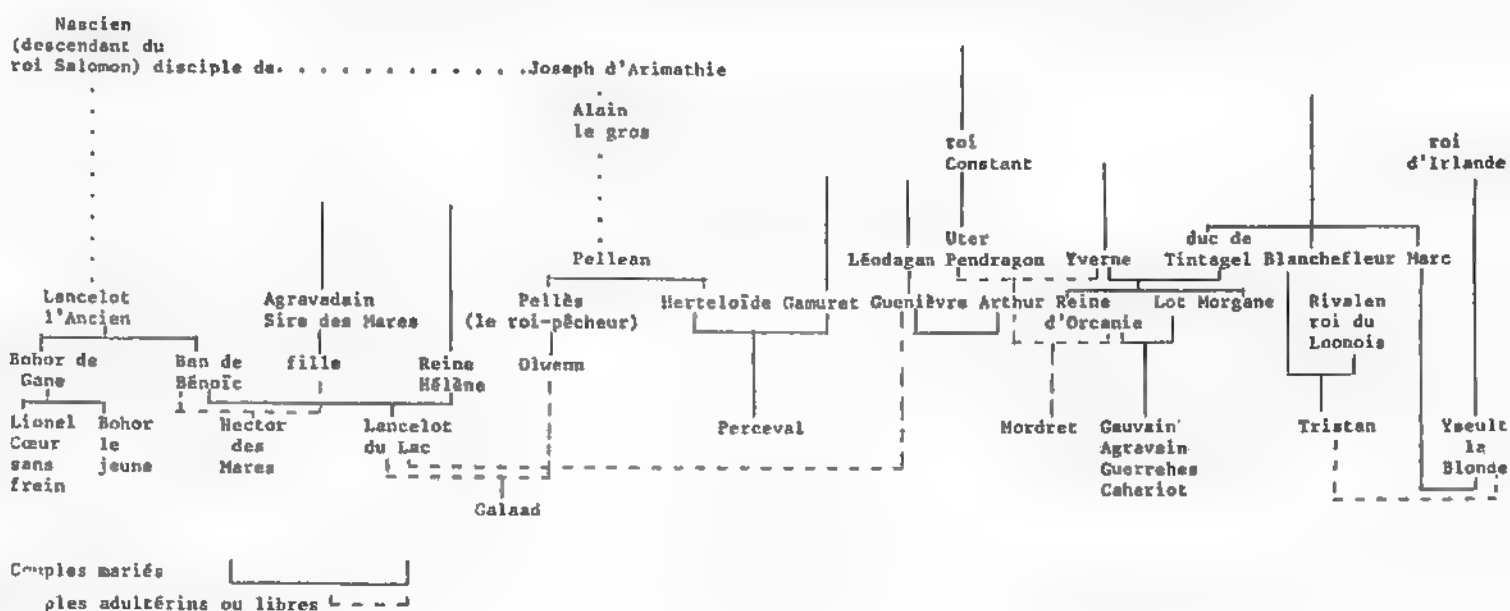 Nascien
(descendant du
roi Salomon) disciple de. . . . . . . . . . . . .Joseph d'Arimathie
Alain
le gros
roi
Constant
roi
d'Irlande
Pellean
Léodagan
Uter
Pendragon
Yverne
duc de
Tintagel
Blanchefleur
Marc
Lancelot
l'Ancien
Agravadain
Sire des Mares
Pellès
(le roi-pêcheur)
Herteloïde
Gamuret
Guenièvre
Arthur
Reine
d'Orcanie
Lot
Morgane
Rivalen
roi du
Loonois
Bohor de
Gane
Ban de
Bénoïc
fille
Reine
Hélène
Olwenn
Lionel
Cœur
sans
frein
Bohor
le
jeune
Hector
des
Mares
Lancelot
du Lac
Perceval
Mordret
Gauvain
Agravain
Guerrehes
Cahariot
Tristan
Yseult
la
Blonde
Galaad
Couples mariés
ples adultérins ou libres